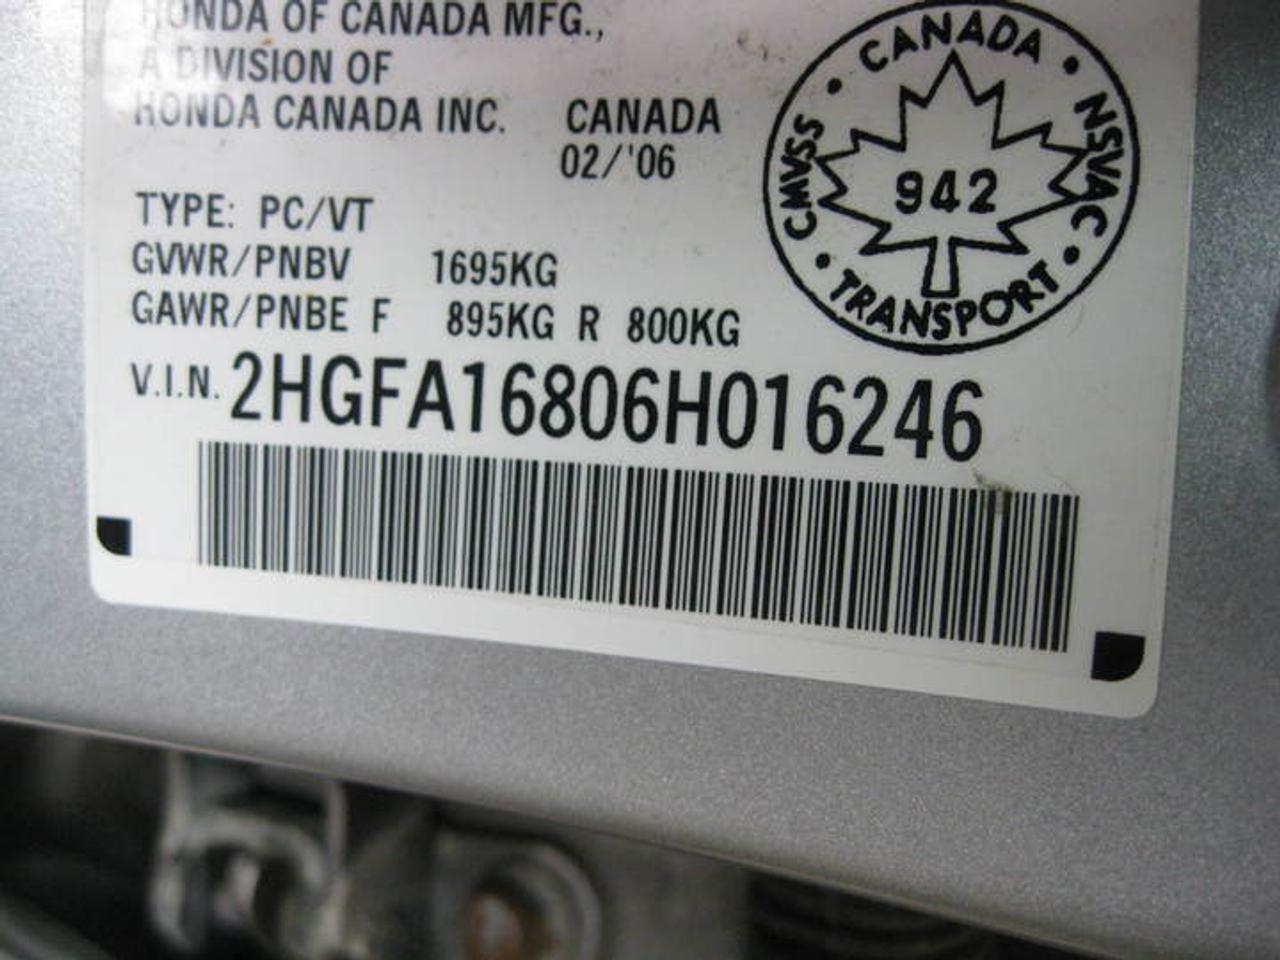 HONDA OF CANADA MFG.,
A DIVISION OF
HONDA CANADA INC. CANADA
02/'06
TYPE: PC/VT
GVWR/PNBV 1695KG
GAWR/PNBE F 895KG R 800KG
V.I.N. 2HGFA16806H016246
CANADA • NSVAC • TRANSPORT • CMVSS •
942